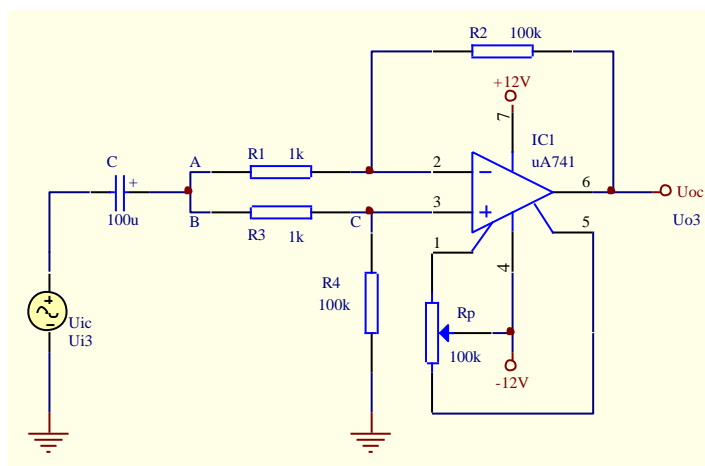 R2 100k
+12V
7
IC1
uA741
C
+
100u
A
R1 1k
2
6
Uoc
Uo3
B
R3 1k
C
3
5
1
4
R4
100k
Rp
100k
-12V
Uic
Ui3